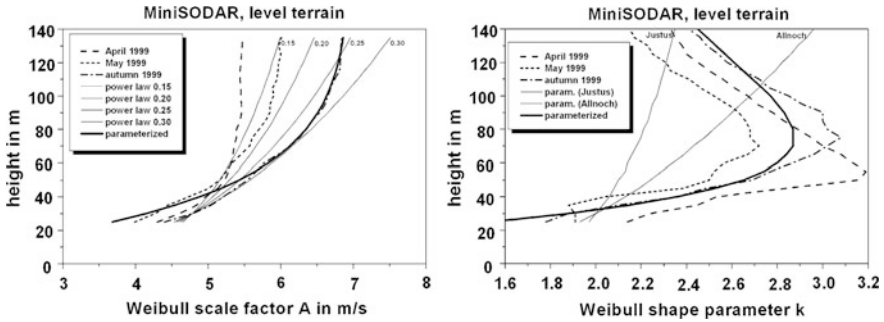 MiniSODAR, level terrain
140
120
100
80
60
40
20
0
height in m
April 1999
May 1999
autumn 1999
power law 0.15
power law 0.20
power law 0.25
power law 0.30
parameterized
0.15
0.20
0.25
0.30
3 4 5 6 7 8
Weibull scale factor A in m/s
MiniSODAR, level terrain
140
120
100
80
60
40
20
0
height in m
Justus
Allnoch
April 1999
May 1999
autumn 1999
param. (Justus)
param. (Allnoch)
parameterized
1.6 2.0 2.2 2.4 2.6 2.8 3.0 3.2
Weibull shape parameter k